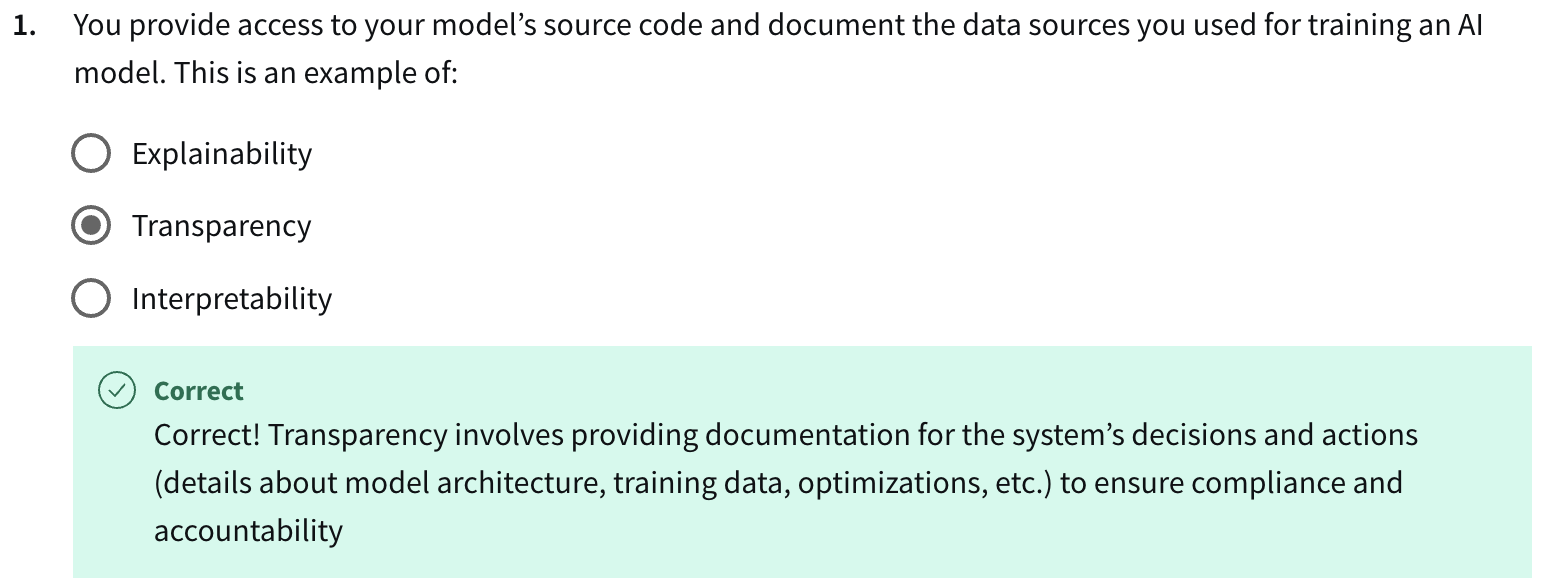 1. You provide access to your model’s source code and document the data sources you used for training an AI
model. This is an example of:
Explainability
Transparency
Interpretability
Correct
Correct! Transparency involves providing documentation for the system’s decisions and actions
(details about model architecture, training data, optimizations, etc.) to ensure compliance and
accountability